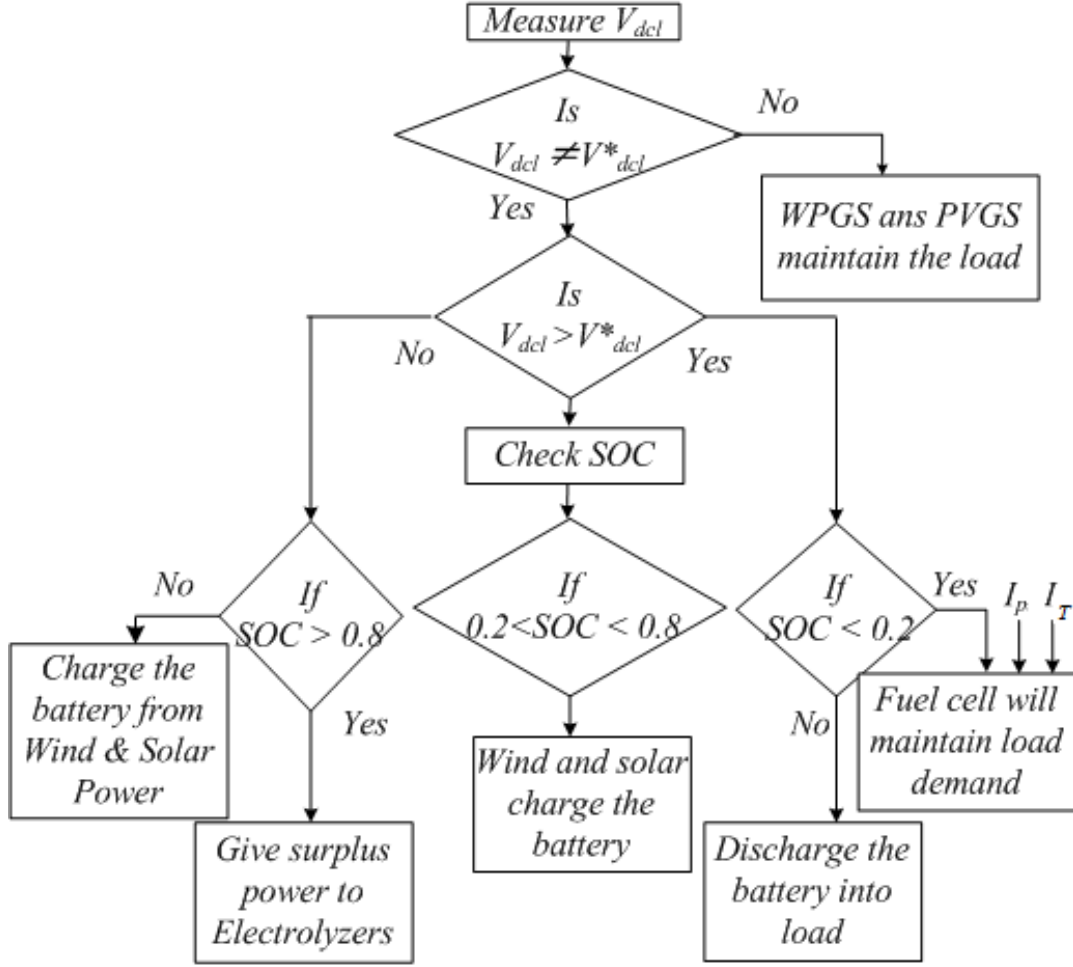 Measure V_dcl
Is
V_dcl ≠ V*_dcl
No
Yes
WPGS ans PVGS
maintain the load
Is
V_dcl > V*_dcl
No
Yes
Check SOC
If
SOC > 0.8
No
Yes
If
0.2<SOC < 0.8
If
SOC < 0.2
Yes
No
I_p I_T
Charge the
battery from
Wind & Solar
Power
Give surplus
power to
Electrolyzers
Wind and solar
charge the
battery
Discharge the
battery into
load
Fuel cell will
maintain load
demand